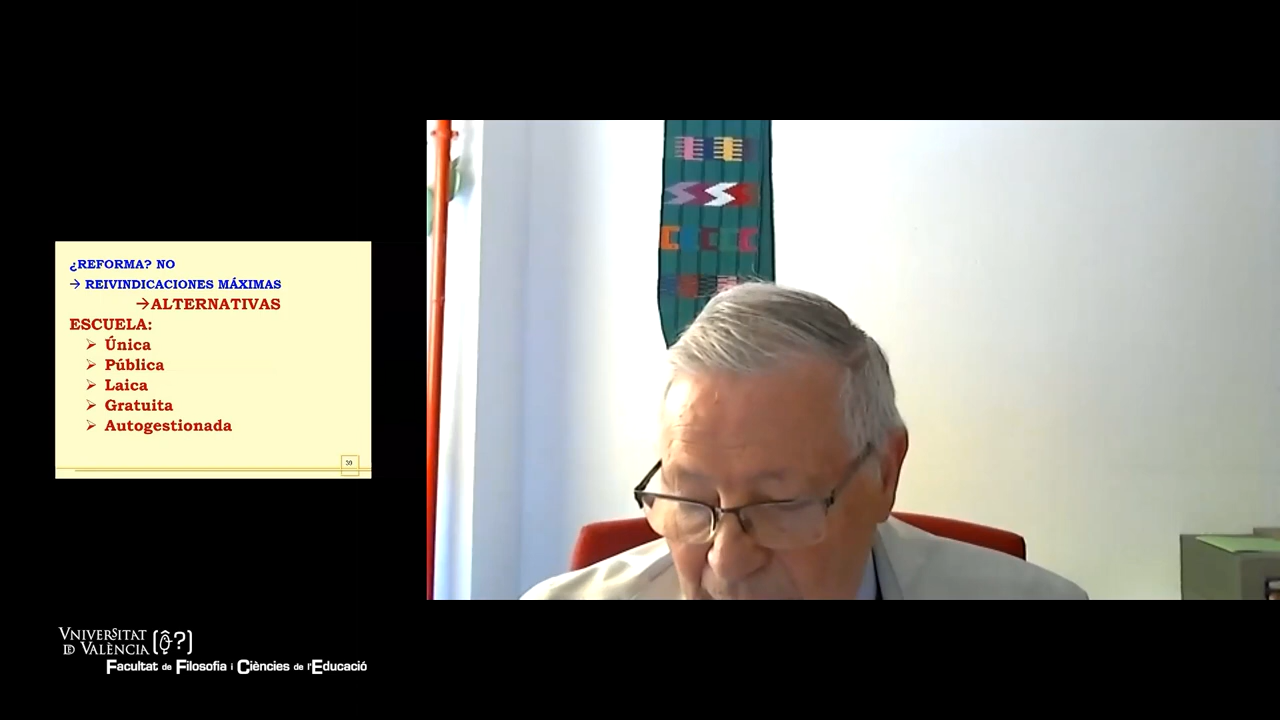 ¿REFORMA? NO
→ REIVINDICACIONES MÁXIMAS
→ALTERNATIVAS
ESCUELA:
➢ Única
➢ Pública
➢ Laica
➢ Gratuita
➢ Autogestionada
39
VNIVERSITAT
ID VALÈNCIA
Facultat de Filosofia i Ciències de l'Educació